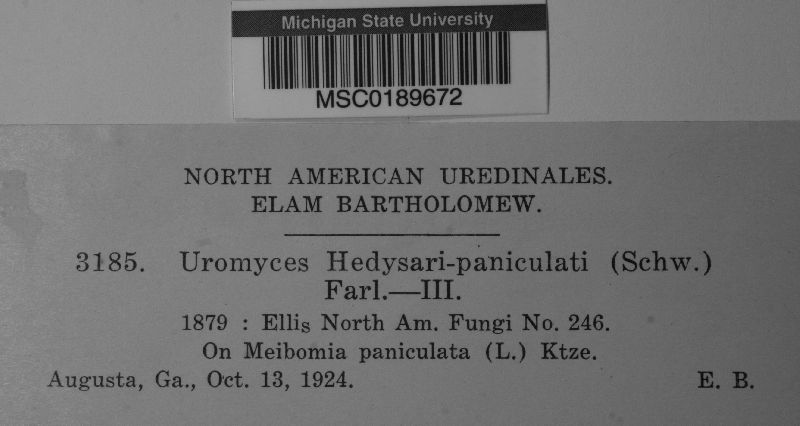 Michigan State University
MSC0189672
NORTH AMERICAN UREDINALES.
ELAM BARTHOLOMEW.
3185. Uromyces Hedysari-paniculati (Schw.)
Farl.—III.
1879 : Ellis North Am. Fungi No. 246.
On Meibomia paniculata (L.) Ktze.
Augusta, Ga., Oct. 13, 1924. E. B.